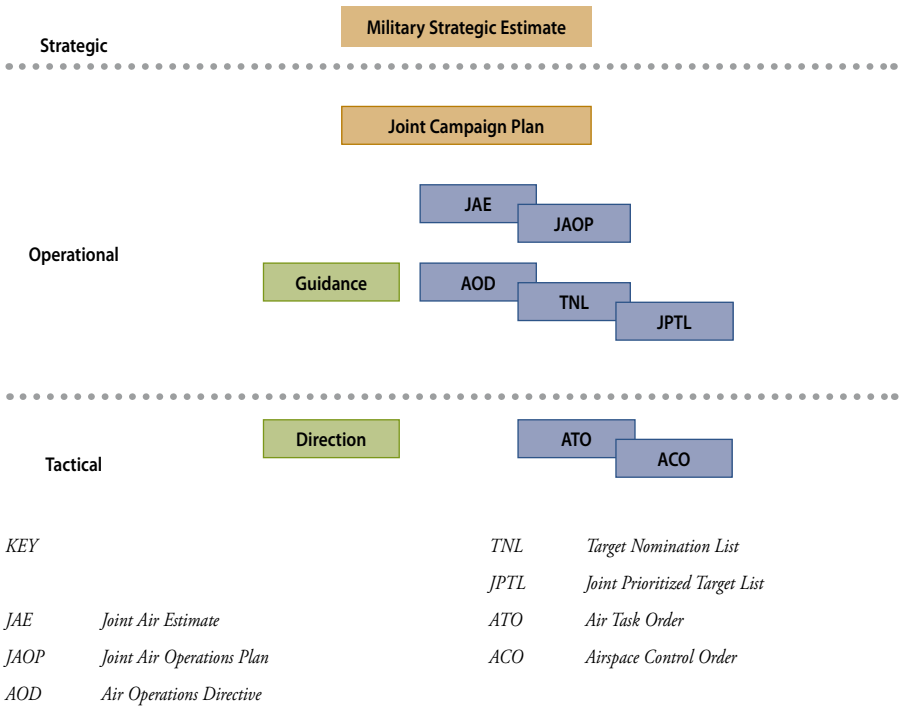 Military Strategic Estimate
Strategic
Joint Campaign Plan
JAE
JAOP
Operational
Guidance
AOD
TNL
JPTL
Direction
ATO
ACO
Tactical
KEY
JAE Joint Air Estimate
JAOP Joint Air Operations Plan
AOD Air Operations Directive
TNL Target Nomination List
JPTL Joint Prioritized Target List
ATO Air Task Order
ACO Airspace Control Order